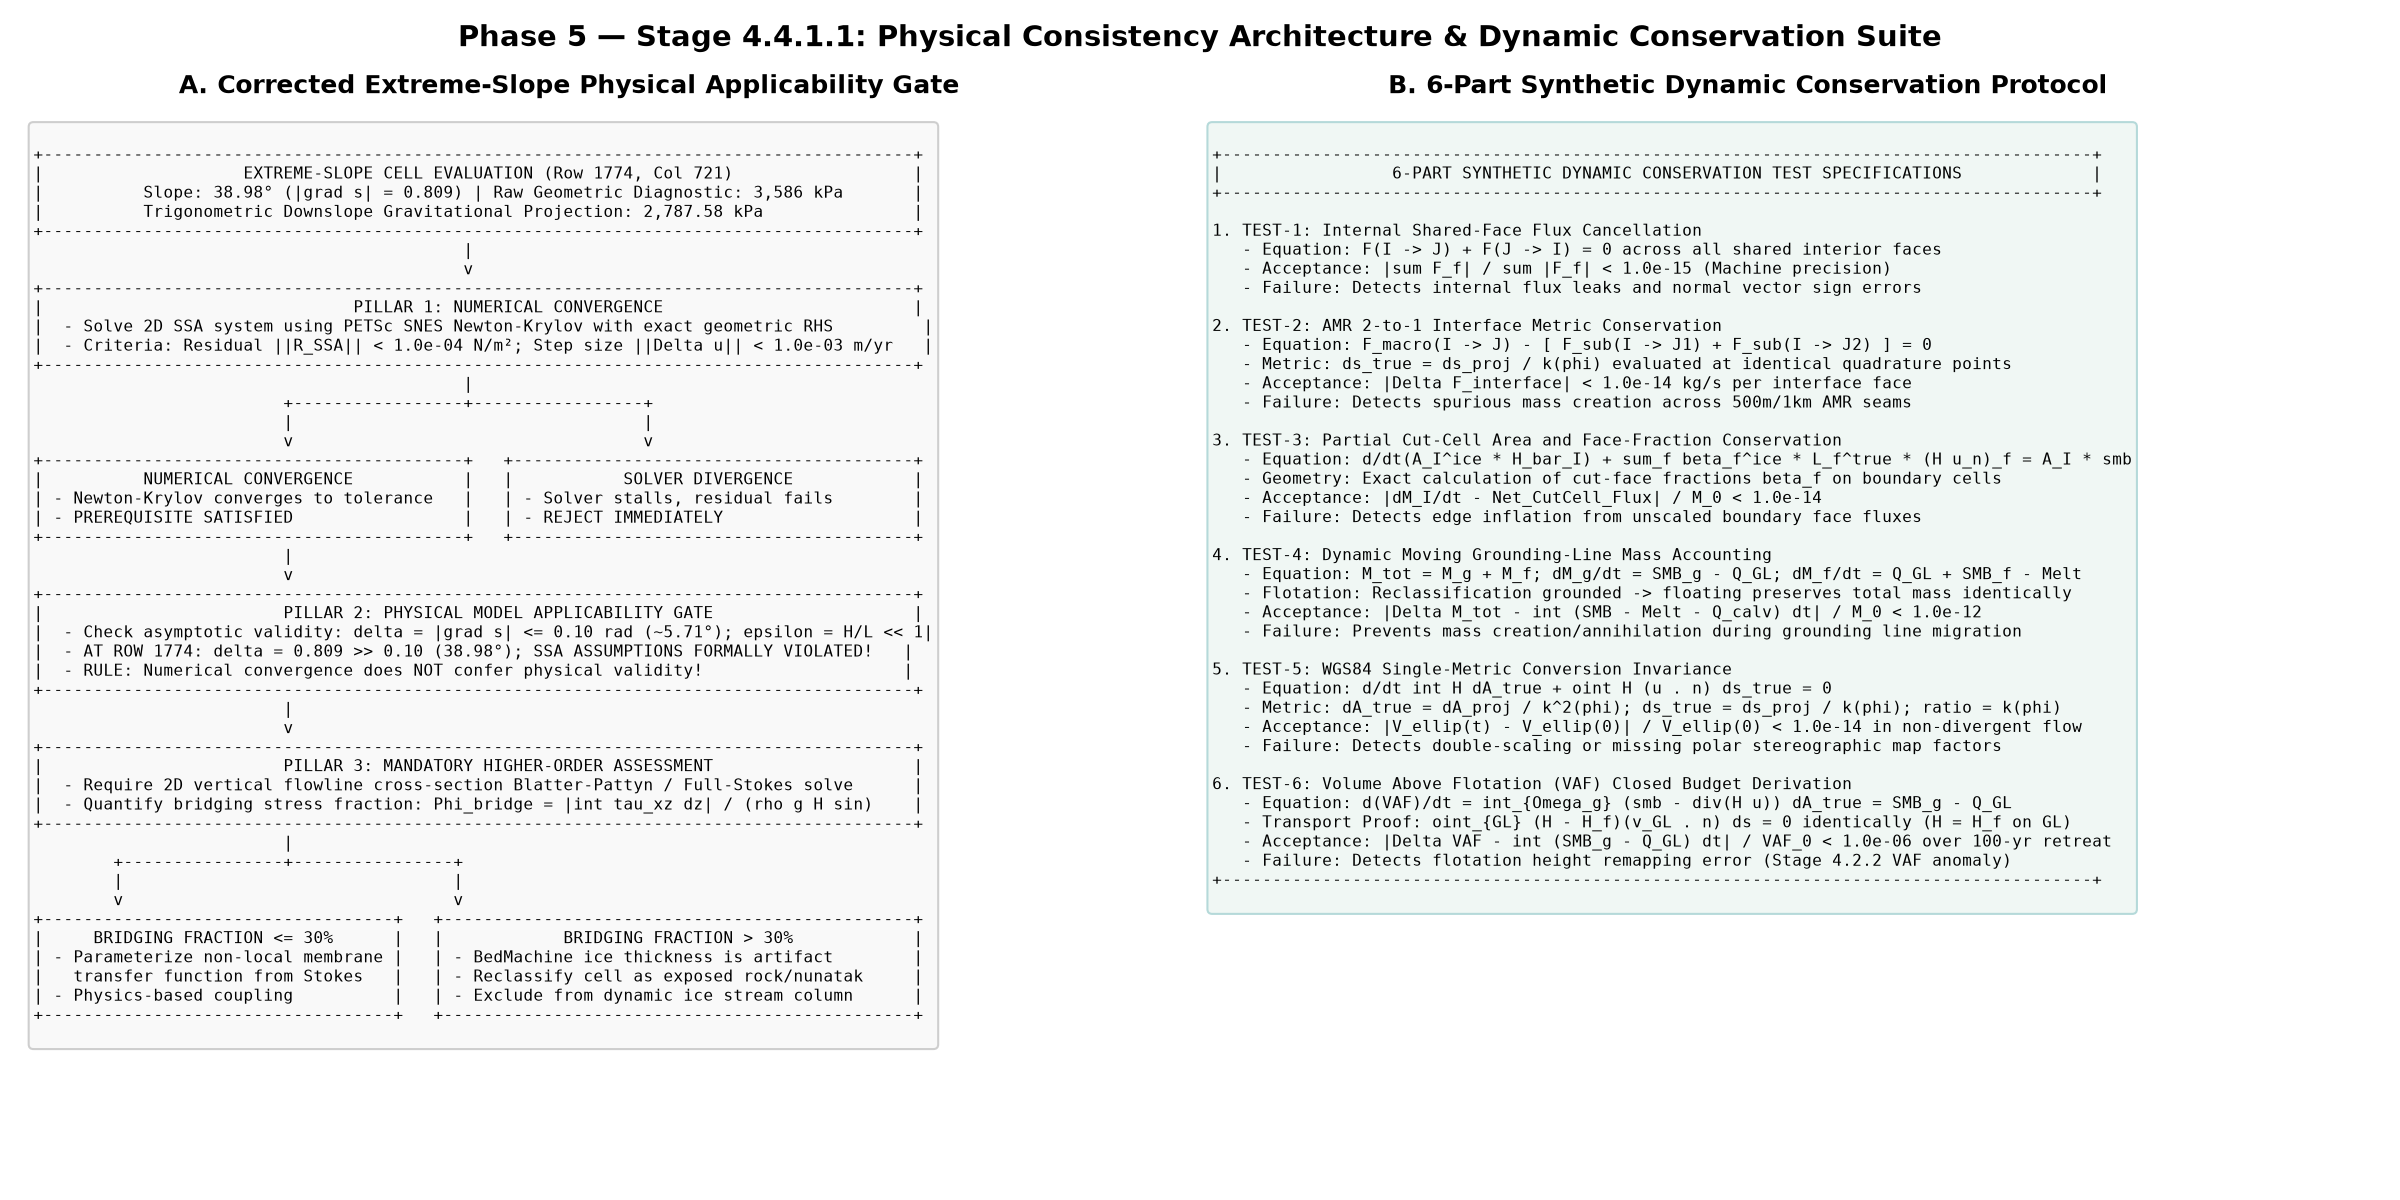 Phase 5 — Stage 4.4.1.1: Physical Consistency Architecture & Dynamic Conservation Suite
A. Corrected Extreme-Slope Physical Applicability Gate
EXTREME-SLOPE CELL EVALUATION (Row 1774, Col 721)
Slope: 38.98° (|grad s| = 0.809) | Raw Geometric Diagnostic: 3,586 kPa
Trigonometric Downslope Gravitational Projection: 2,787.58 kPa
PILLAR 1: NUMERICAL CONVERGENCE
- Solve 2D SSA system using PETSc SNES Newton-Krylov with exact geometric RHS
- Criteria: Residual ||R_SSA|| < 1.0e-04 N/m²; Step size ||Delta u|| < 1.0e-03 m/yr
NUMERICAL CONVERGENCE
- Newton-Krylov converges to tolerance
- PREREQUISITE SATISFIED
SOLVER DIVERGENCE
- Solver stalls, residual fails
- REJECT IMMEDIATELY
PILLAR 2: PHYSICAL MODEL APPLICABILITY GATE
- Check asymptotic validity: delta = |grad s| <= 0.10 rad (~5.71°); epsilon = H/L << 1
- AT ROW 1774: delta = 0.809 >> 0.10 (38.98°); SSA ASSUMPTIONS FORMALLY VIOLATED!
- RULE: Numerical convergence does NOT confer physical validity!
PILLAR 3: MANDATORY HIGHER-ORDER ASSESSMENT
- Require 2D vertical flowline cross-section Blatter-Pattyn / Full-Stokes solve
- Quantify bridging stress fraction: Phi_bridge = |int tau_xz dz| / (rho g H sin)
BRIDGING FRACTION <= 30%
- Parameterize non-local membrane
transfer function from Stokes
- Physics-based coupling
BRIDGING FRACTION > 30%
- BedMachine ice thickness is artifact
- Reclassify cell as exposed rock/nunatak
- Exclude from dynamic ice stream column
B. 6-Part Synthetic Dynamic Conservation Protocol
6-PART SYNTHETIC DYNAMIC CONSERVATION TEST SPECIFICATIONS
1. TEST-1: Internal Shared-Face Flux Cancellation
- Equation: F(I -> J) + F(J -> I) = 0 across all shared interior faces
- Acceptance: |sum F_f| / sum |F_f| < 1.0e-15 (Machine precision)
- Failure: Detects internal flux leaks and normal vector sign errors
2. TEST-2: AMR 2-to-1 Interface Metric Conservation
- Equation: F_macro(I -> J) - [ F_sub(I -> J1) + F_sub(I -> J2) ] = 0
- Metric: ds_true = ds_proj / k(phi) evaluated at identical quadrature points
- Acceptance: |Delta F_interface| < 1.0e-14 kg/s per interface face
- Failure: Detects spurious mass creation across 500m/1km AMR seams
3. TEST-3: Partial Cut-Cell Area and Face-Fraction Conservation
- Equation: d/dt(A_I^ice * H_bar_I) + sum_f beta_f^ice * L_f^true * (H u_n)_f = A_I * smb
- Geometry: Exact calculation of cut-face fractions beta_f on boundary cells
- Acceptance: |dM_I/dt - Net_CutCell_Flux| / M_0 < 1.0e-14
- Failure: Detects edge inflation from unscaled boundary face fluxes
4. TEST-4: Dynamic Moving Grounding-Line Mass Accounting
- Equation: M_tot = M_g + M_f; dM_g/dt = SMB_g - Q_GL; dM_f/dt = Q_GL + SMB_f - Melt
- Flotation: Reclassification grounded -> floating preserves total mass identically
- Acceptance: |Delta M_tot - int (SMB - Melt - Q_calv) dt| / M_0 < 1.0e-12
- Failure: Prevents mass creation/annihilation during grounding line migration
5. TEST-5: WGS84 Single-Metric Conversion Invariance
- Equation: d/dt int H dA_true + oint H (u . n) ds_true = 0
- Metric: dA_true = dA_proj / k^2(phi); ds_true = ds_proj / k(phi); ratio = k(phi)
- Acceptance: |V_ellip(t) - V_ellip(0)| / V_ellip(0) < 1.0e-14 in non-divergent flow
- Failure: Detects double-scaling or missing polar stereographic map factors
6. TEST-6: Volume Above Flotation (VAF) Closed Budget Derivation
- Equation: d(VAF)/dt = int_{Omega_g} (smb - div(H u)) dA_true = SMB_g - Q_GL
- Transport Proof: oint_{GL} (H - H_f)(v_GL . n) ds = 0 identically (H = H_f on GL)
- Acceptance: |Delta VAF - int (SMB_g - Q_GL) dt| / VAF_0 < 1.0e-06 over 100-yr retreat
- Failure: Detects flotation height remapping error (Stage 4.2.2 VAF anomaly)